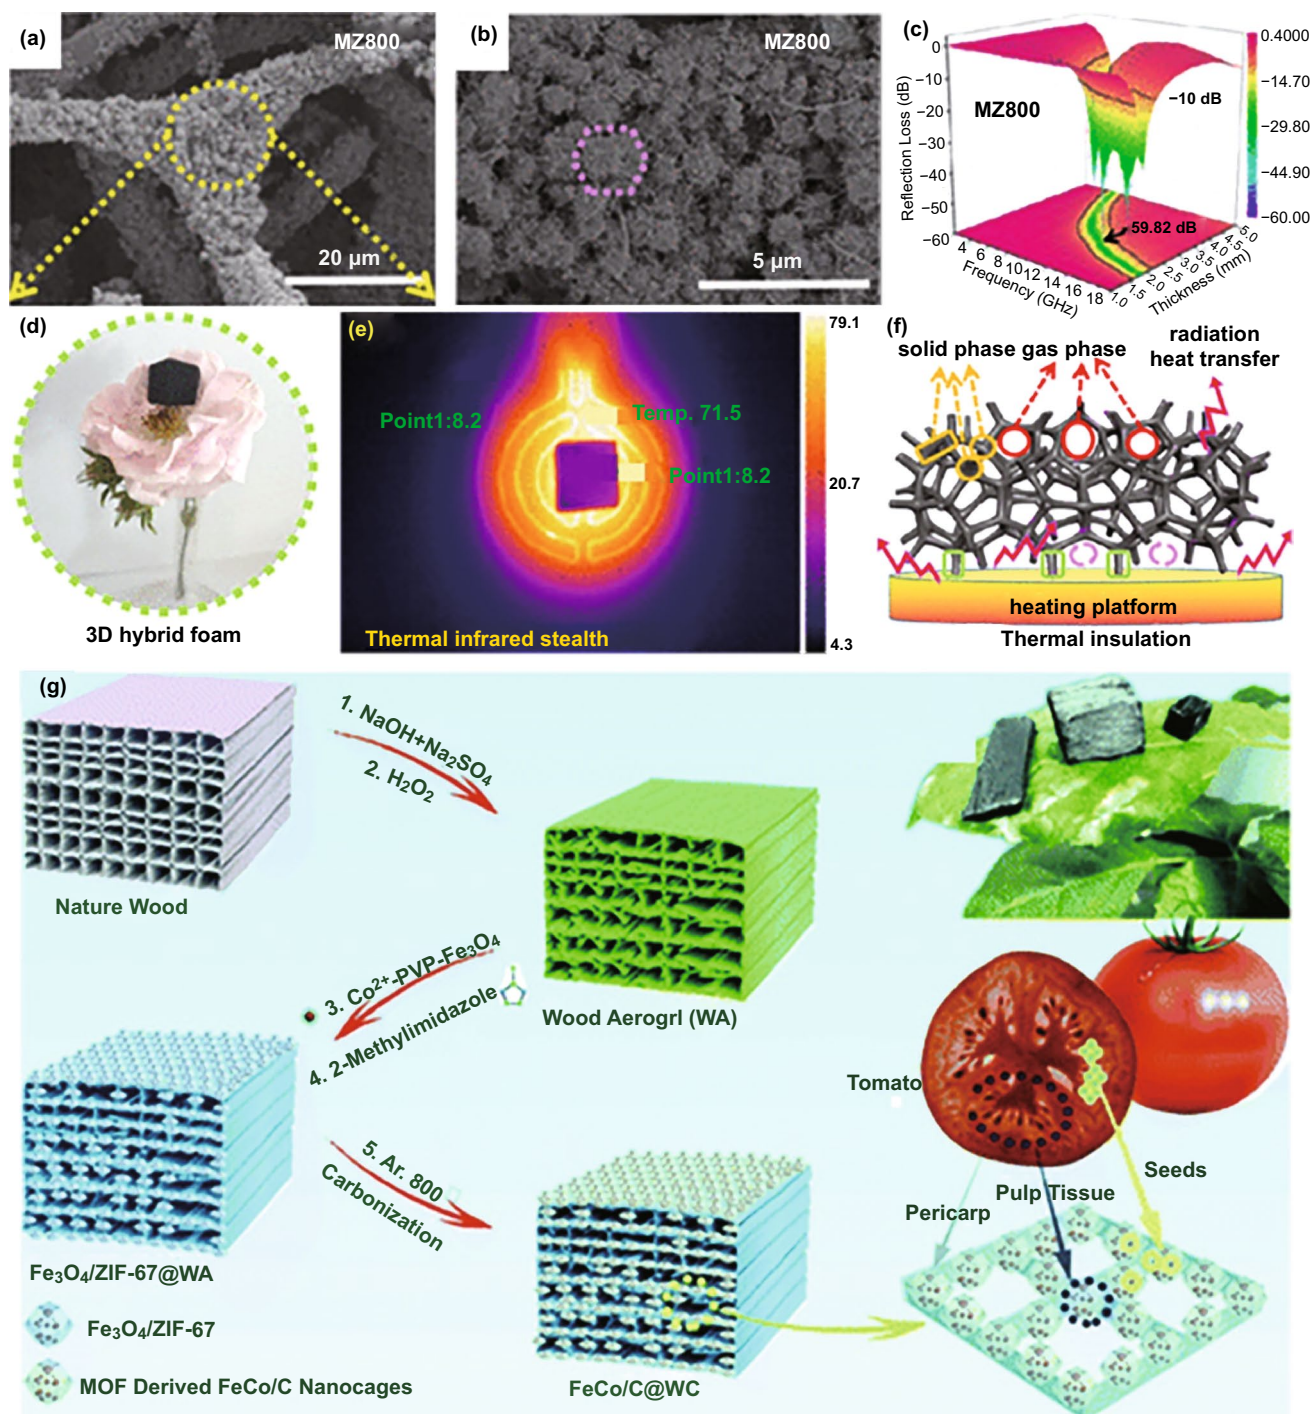 (a)
MZ800
20 μm
(b)
MZ800
5 μm
(c)
0
−10
−20
−30
−40
−50
−60
Reflection Loss (dB)
MZ800
−10 dB
59.82 dB
4 6 8 10 12 14 16 18
Frequency (GHz)
1.0 1.5 2.0 2.5 3.0 3.5 4.0 4.5 5.0
Thickness (mm)
0.4000
−14.70
−29.80
−44.90
−60.00
(d)
3D hybrid foam
(e)
Point1:8.2
Temp. 71.5
Point1:8.2
Thermal infrared stealth
79.1
20.7
4.3
(f)
solid phase gas phase
radiation
heat transfer
heating platform
Thermal insulation
(g)
Nature Wood
1. NaOH+Na₂SO₄
2. H₂O₂
Wood Aerogrl (WA)
3. Co²⁺-PVP-Fe₃O₄
4. 2-Methylimidazole
Fe₃O₄/ZIF-67@WA
5. Ar. 800
Carbonization
FeCo/C@WC
Fe₃O₄/ZIF-67
MOF Derived FeCo/C Nanocages
Tomato
Pericarp
Pulp Tissue
Seeds